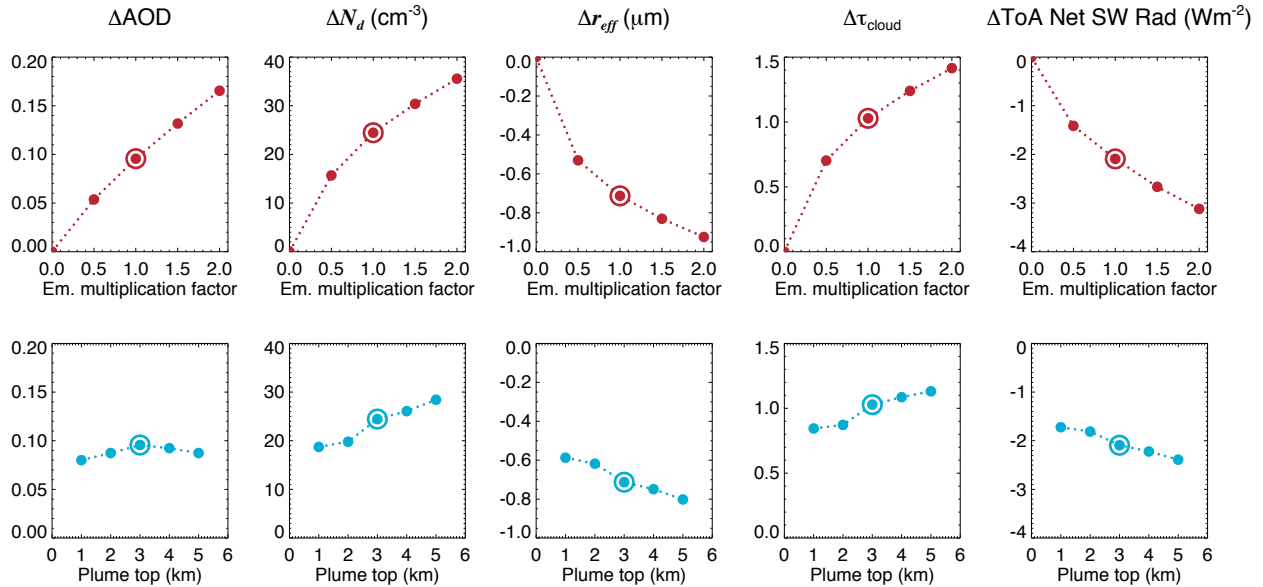 ΔAOD
ΔN_d (cm-3)
Δr_eff (μm)
Δτcloud
ΔToA Net SW Rad (Wm-2)
0.20
0.15
0.10
0.05
0.00
0.0 0.5 1.0 1.5 2.0
Em. multiplication factor
40
30
20
10
0
0.0 0.5 1.0 1.5 2.0
Em. multiplication factor
0.0
-0.2
-0.4
-0.6
-0.8
-1.0
0.0 0.5 1.0 1.5 2.0
Em. multiplication factor
1.5
1.0
0.5
0.0
0.0 0.5 1.0 1.5 2.0
Em. multiplication factor
0
-1
-2
-3
-4
0.0 0.5 1.0 1.5 2.0
Em. multiplication factor
0.20
0.15
0.10
0.05
0.00
0 1 2 3 4 5 6
Plume top (km)
40
30
20
10
0
0 1 2 3 4 5 6
Plume top (km)
0.0
-0.2
-0.4
-0.6
-0.8
-1.0
0 1 2 3 4 5 6
Plume top (km)
1.5
1.0
0.5
0.0
0 1 2 3 4 5 6
Plume top (km)
0
-1
-2
-3
-4
0 1 2 3 4 5 6
Plume top (km)